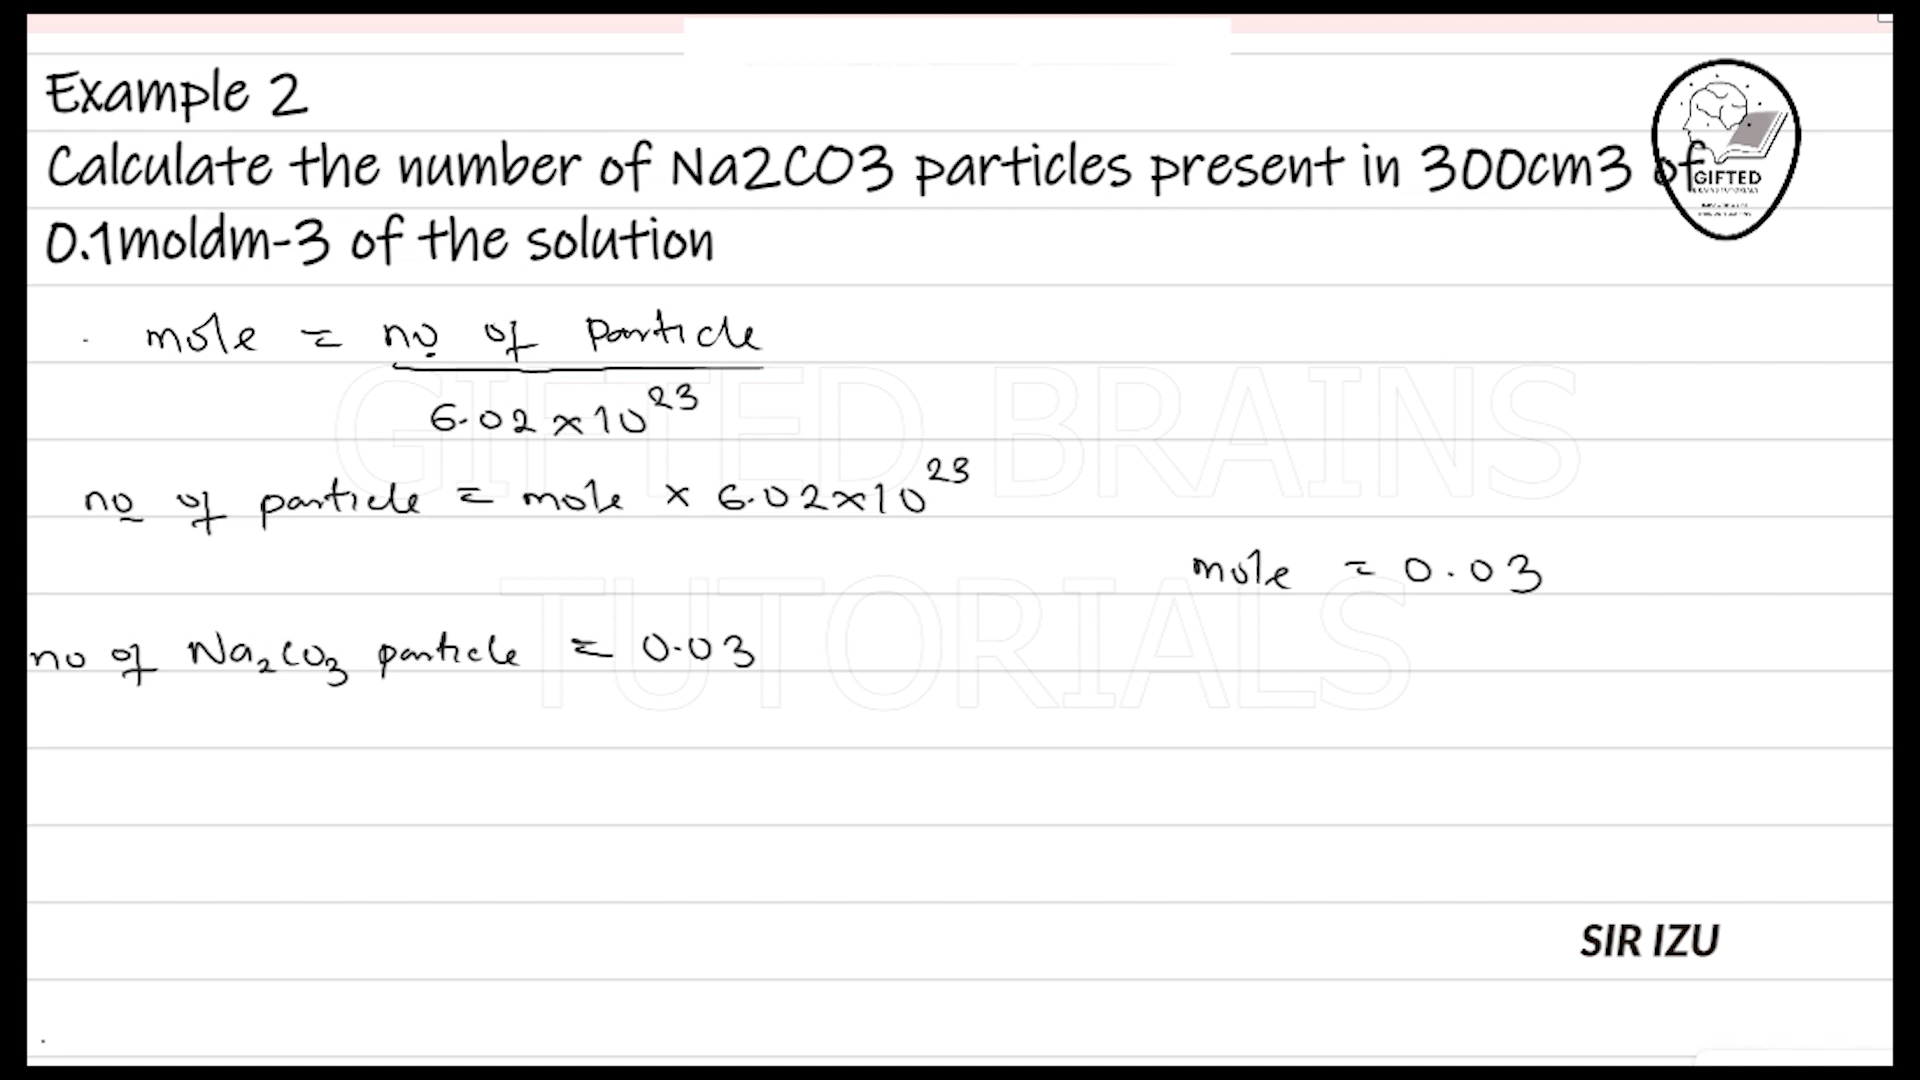 Example 2
Calculate the number of Na2CO3 particles present in 300cm3 of
GIFTED
0.1moldm-3 of the solution
mole = no of particle
6.02 x 10^23
GIFTED BRAINS
no of particle = mole x 6.02 x 10^23
mole = 0.03
TUTORIALS
no of Na₂CO₃ particle = 0.03
SIR IZU